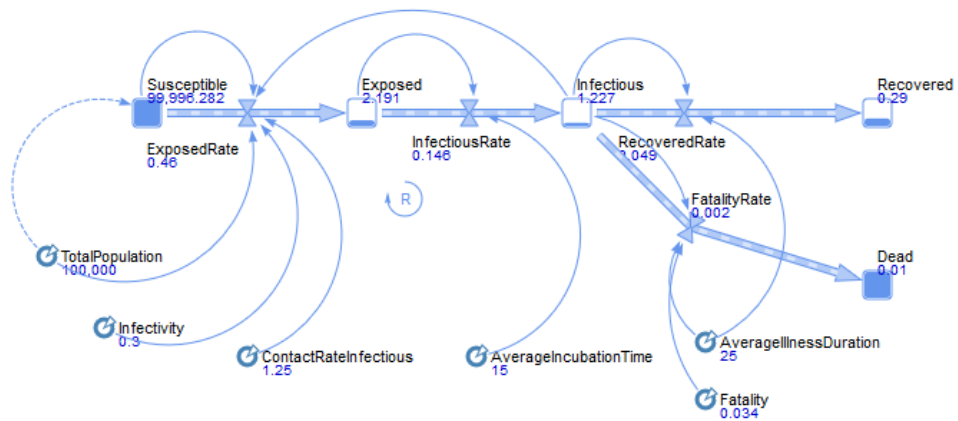 Susceptible
99,996.282
Exposed
2.191
Infectious
1.227
Recovered
0.29
ExposedRate
0.46
InfectiousRate
0.146
RecoveredRate
0.049
R
FatalityRate
0.002
TotalPopulation
100,000
Dead
0.01
Infectivity
0.3
ContactRateInfectious
1.25
AverageIncubationTime
15
AverageIllnessDuration
25
Fatality
0.034